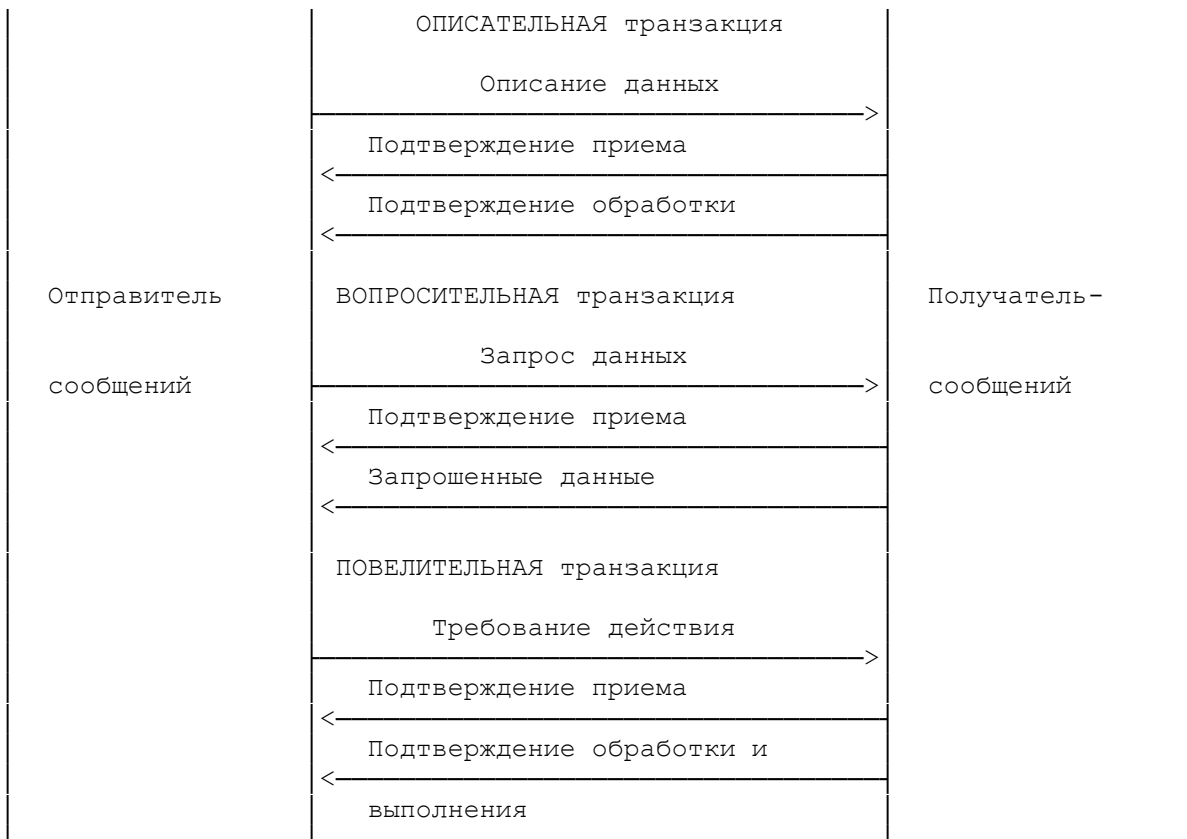 ОПИСАТЕЛЬНАЯ транзакция
Описание данных
Подтверждение приема
Подтверждение обработки
Отправитель ВОПРОСИТЕЛЬНАЯ транзакция Получатель-
Запрос данных
сообщений сообщений
Подтверждение приема
Запрошенные данные
ПОВЕЛИТЕЛЬНАЯ транзакция
Требование действия
Подтверждение приема
Подтверждение обработки и
выполнения